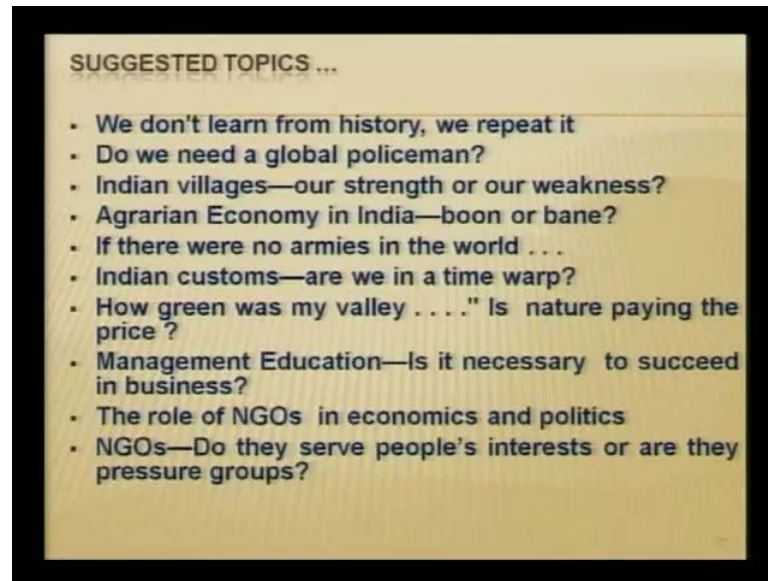 SUGGESTED TOPICS ...
• We don't learn from history, we repeat it
• Do we need a global policeman?
• Indian villages—our strength or our weakness?
• Agrarian Economy in India—boon or bane?
• If there were no armies in the world . . .
• Indian customs—are we in a time warp?
• How green was my valley . . . ." Is nature paying the
price ?
• Management Education—Is it necessary to succeed
in business?
• The role of NGOs in economics and politics
• NGOs—Do they serve people's interests or are they
pressure groups?